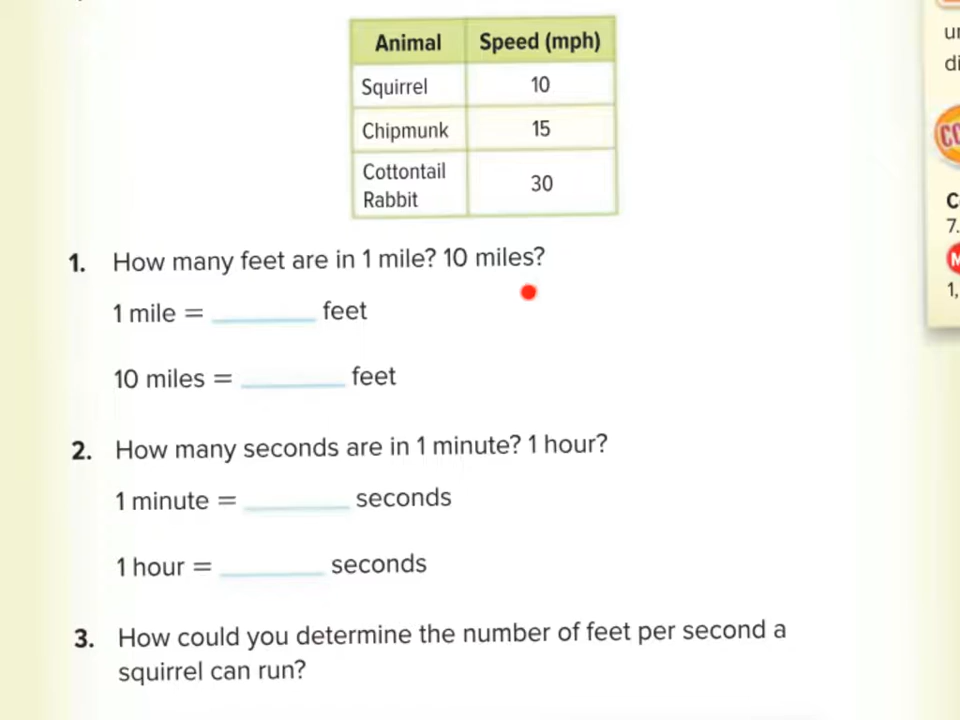 Animal Speed (mph)
Squirrel 10
Chipmunk 15
Cottontail
Rabbit 30
1. How many feet are in 1 mile? 10 miles?
1 mile = ________ feet
10 miles = ________ feet
2. How many seconds are in 1 minute? 1 hour?
1 minute = ________ seconds
1 hour = ________ seconds
3. How could you determine the number of feet per second a
squirrel can run?
7.
1,